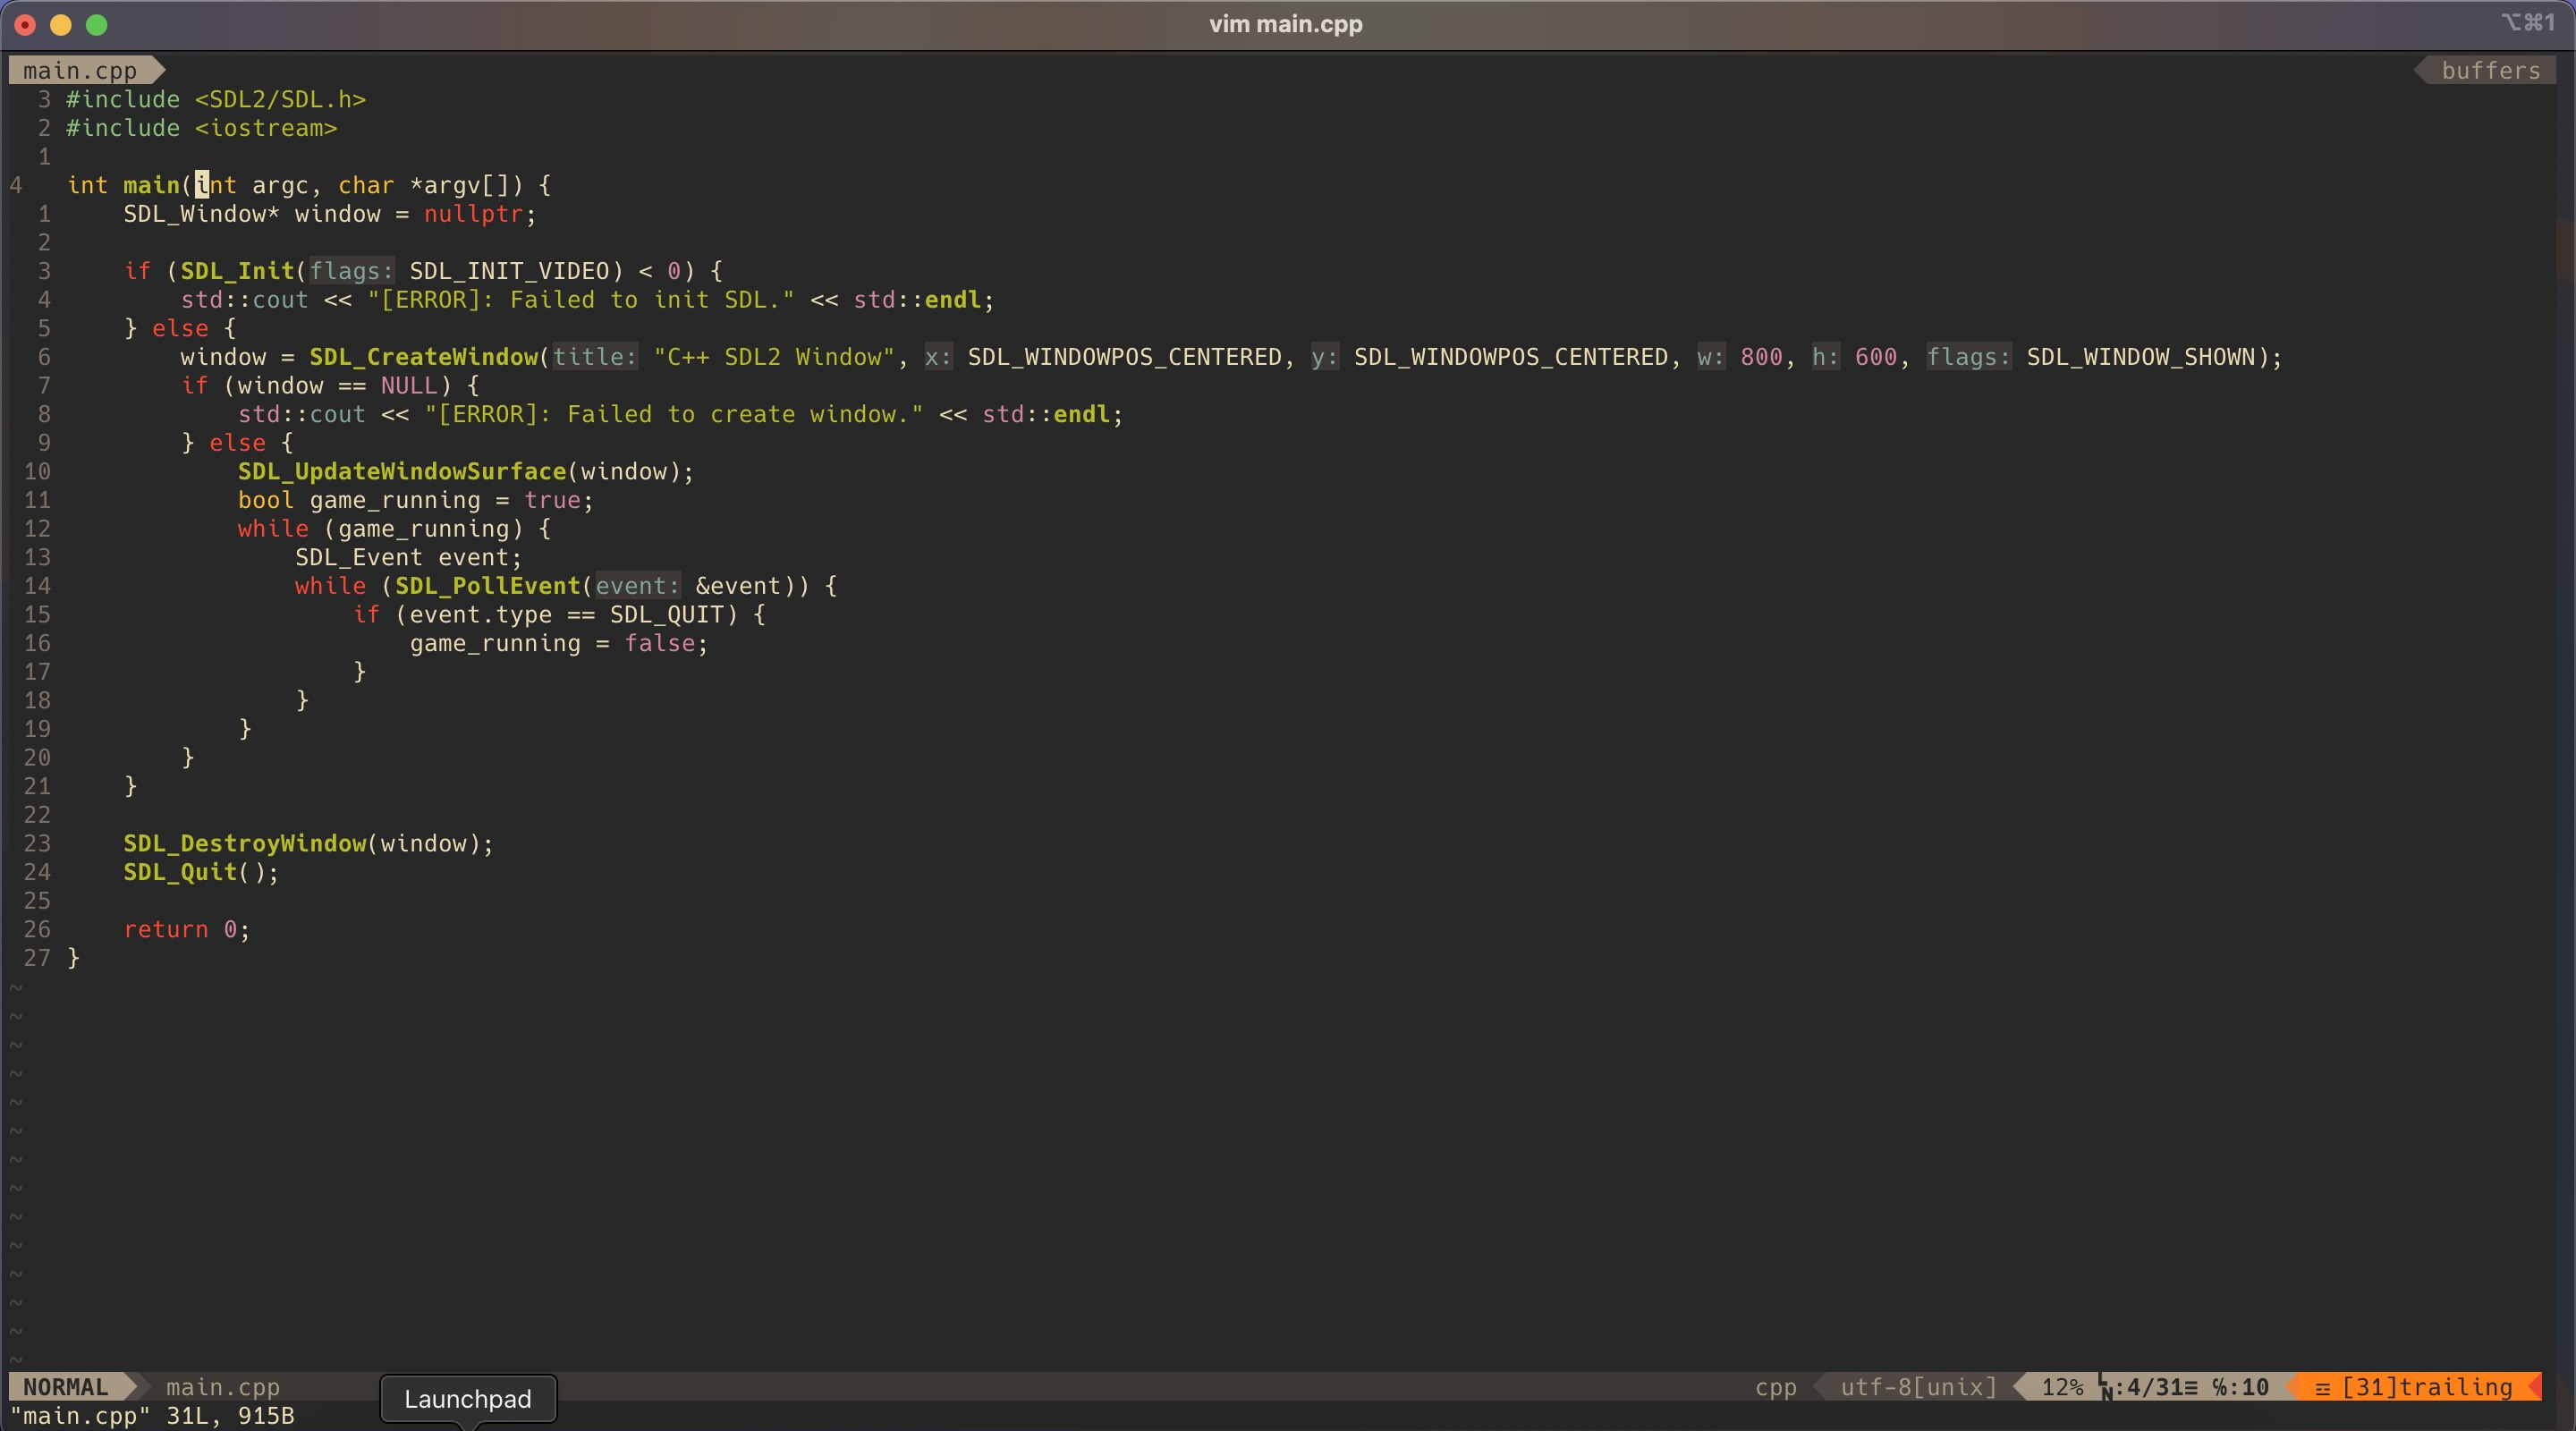 vim main.cpp ⌥⌘1
main.cpp buffers
3 #include <SDL2/SDL.h>
2 #include <iostream>
1
4 int main(int argc, char *argv[]) {
1 SDL_Window* window = nullptr;
2
3 if (SDL_Init(flags: SDL_INIT_VIDEO) < 0) {
4 std::cout << "[ERROR]: Failed to init SDL." << std::endl;
5 } else {
6 window = SDL_CreateWindow(title: "C++ SDL2 Window", x: SDL_WINDOWPOS_CENTERED, y: SDL_WINDOWPOS_CENTERED, w: 800, h: 600, flags: SDL_WINDOW_SHOWN);
7 if (window == NULL) {
8 std::cout << "[ERROR]: Failed to create window." << std::endl;
9 } else {
10 SDL_UpdateWindowSurface(window);
11 bool game_running = true;
12 while (game_running) {
13 SDL_Event event;
14 while (SDL_PollEvent(event: &event)) {
15 if (event.type == SDL_QUIT) {
16 game_running = false;
17 }
18 }
19 }
20 }
21 }
22
23 SDL_DestroyWindow(window);
24 SDL_Quit();
25
26 return 0;
27 }
~
~
~
~
~
~
~
~
~
~
~
~
~
~
NORMAL main.cpp cpp utf-8[unix] 12% ㏑:4/31≡ ℅:10 ☲ [31]trailing
"main.cpp" 31L, 915B
Launchpad